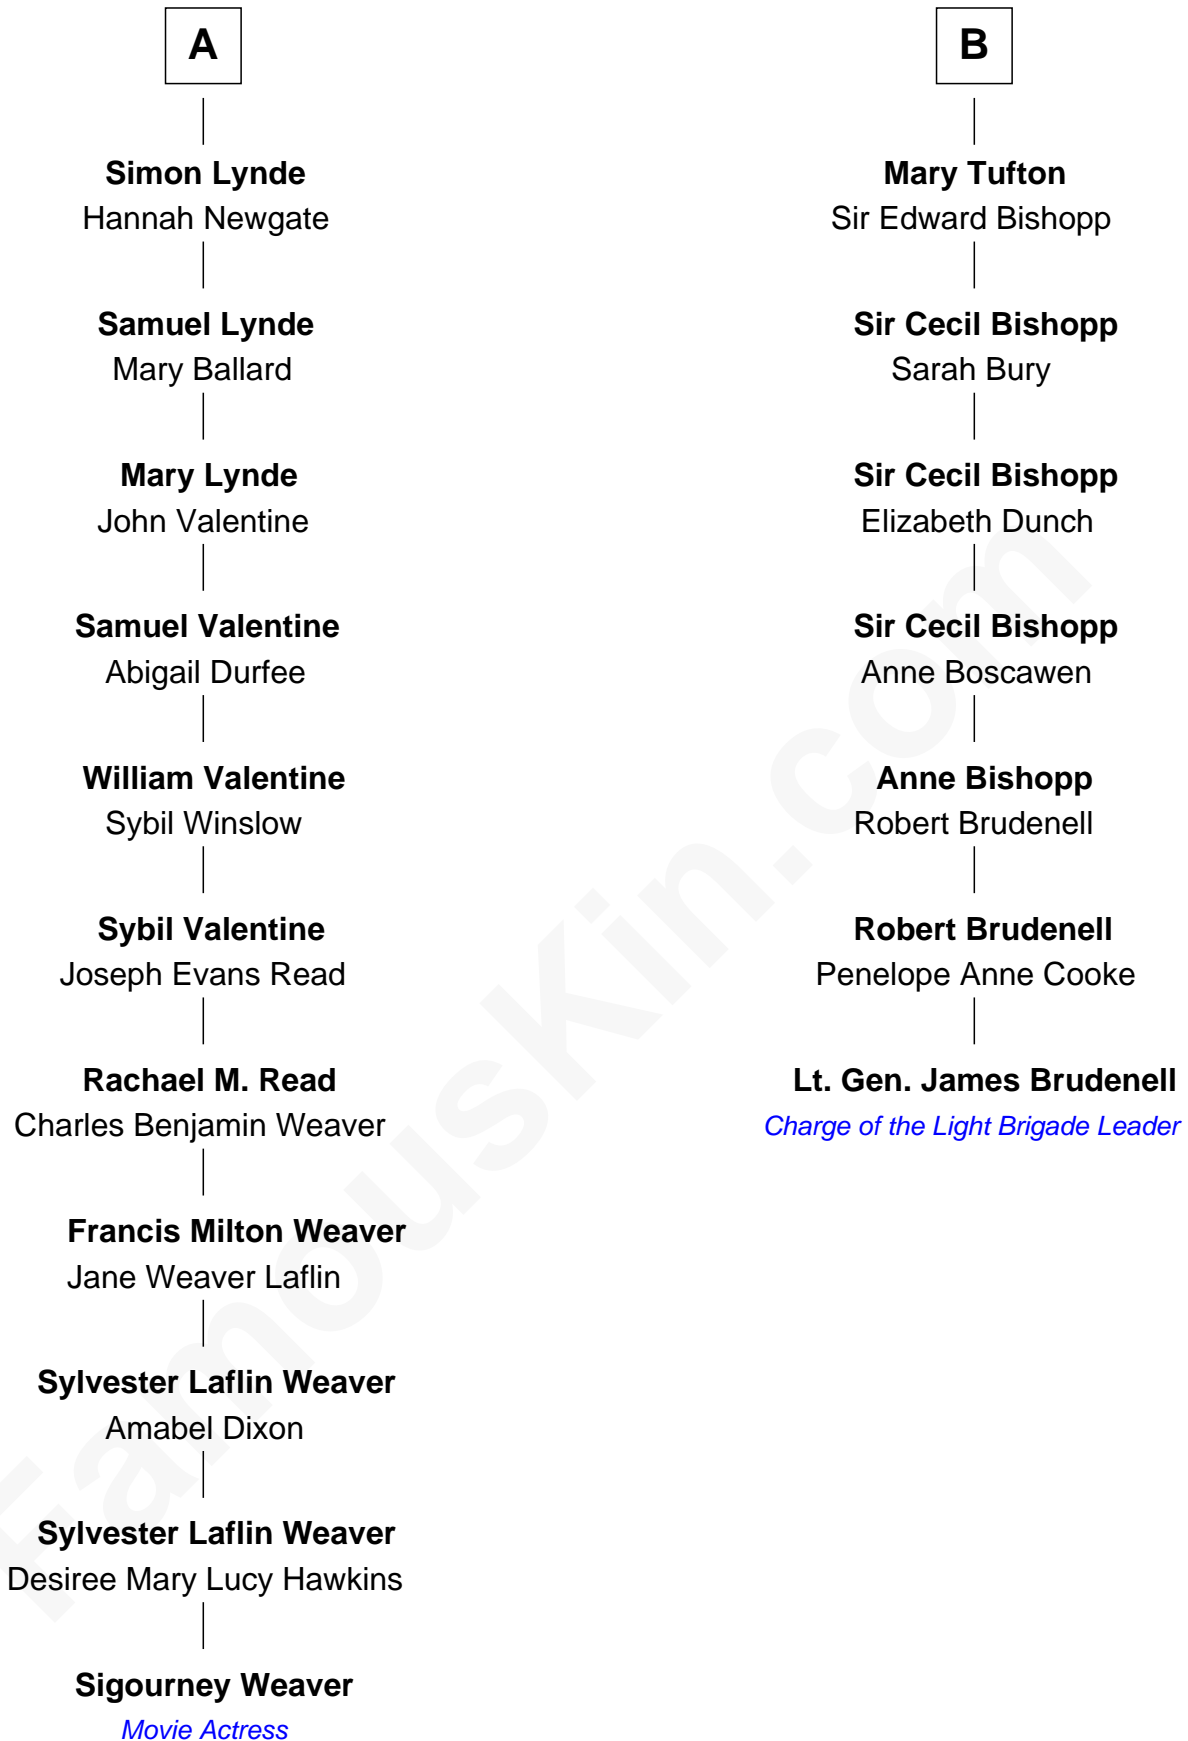 A
Simon Lynde
Hannah Newgate
Samuel Lynde
Mary Ballard
Mary Lynde
John Valentine
Samuel Valentine
Abigail Durfee
William Valentine
Sybil Winslow
Sybil Valentine
Joseph Evans Read
Rachael M. Read
Charles Benjamin Weaver
Francis Milton Weaver
Jane Weaver Laflin
Sylvester Laflin Weaver
Amabel Dixon
Sylvester Laflin Weaver
Desiree Mary Lucy Hawkins
Sigourney Weaver
Movie Actress
B
Mary Tufton
Sir Edward Bishopp
Sir Cecil Bishopp
Sarah Bury
Sir Cecil Bishopp
Elizabeth Dunch
Sir Cecil Bishopp
Anne Boscawen
Anne Bishopp
Robert Brudenell
Robert Brudenell
Penelope Anne Cooke
Lt. Gen. James Brudenell
Charge of the Light Brigade Leader
FamousKin.com